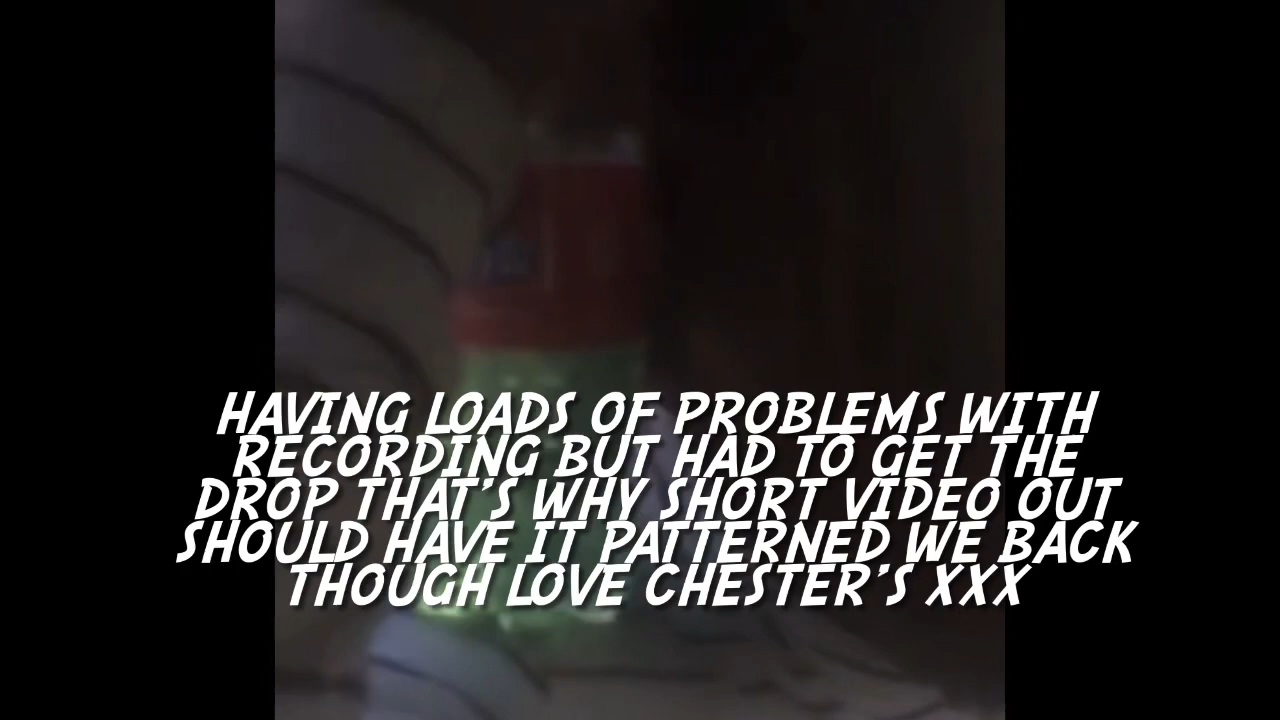 HAVING LOADS OF PROBLEMS WITH
RECORDING BUT HAD TO GET THE
DROP THAT'S WHY SHORT VIDEO OUT
SHOULD HAVE IT PATTERNED WE BACK
THOUGH LOVE CHESTER'S XXX